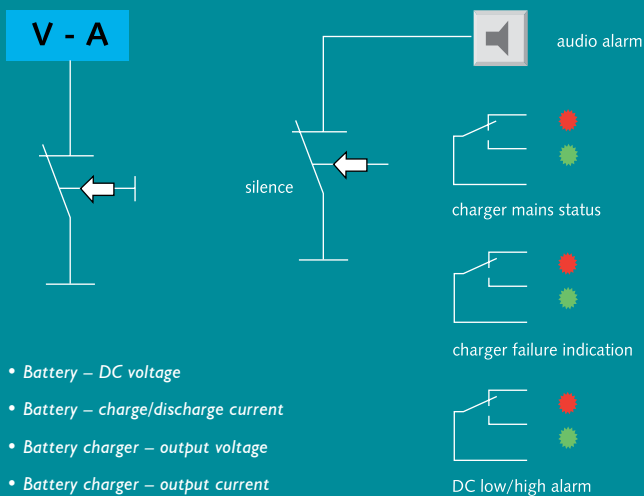 V - A
audio alarm
silence
charger mains status
charger failure indication
• Battery – DC voltage
• Battery – charge/discharge current
• Battery charger – output voltage
• Battery charger – output current
DC low/high alarm